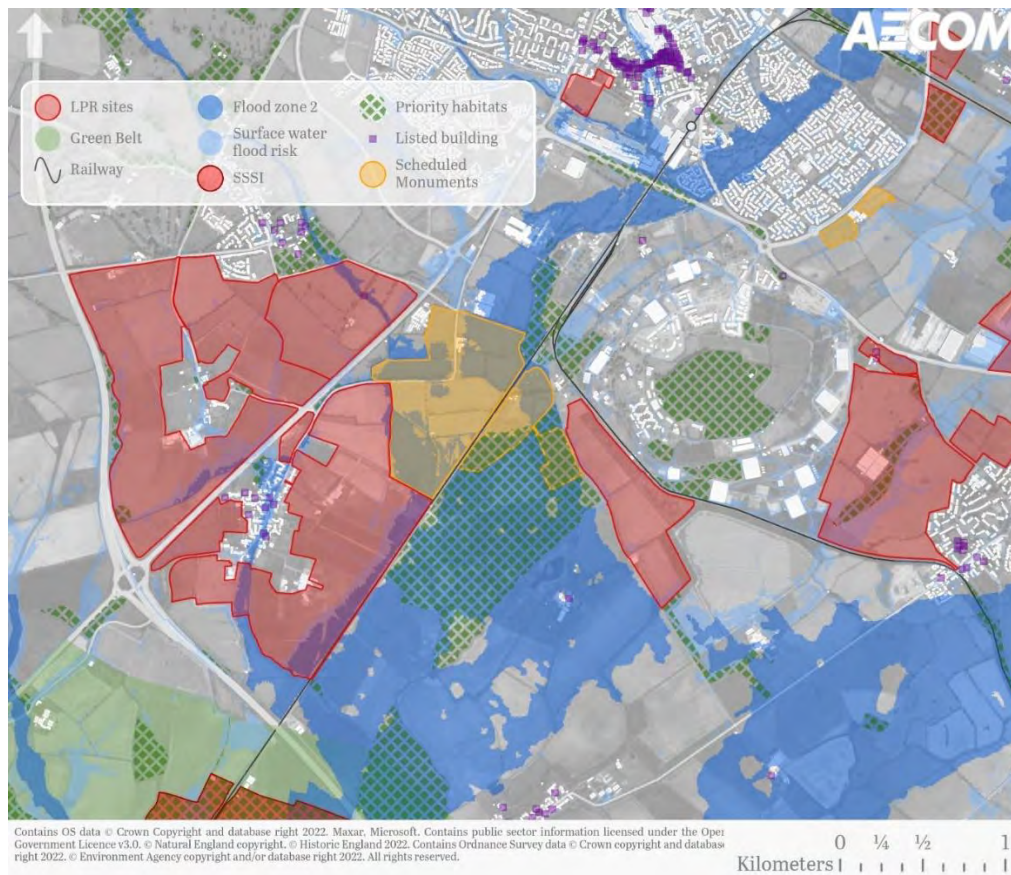 AECOM
LPR sites
Flood zone 2
Priority habitats
Green Belt
Surface water
flood risk
Listed building
Railway
SSSI
Scheduled
Monuments
Contains OS data © Crown Copyright and database right 2022. Maxar, Microsoft. Contains public sector information licensed under the Open
Government Licence v3.0. © Natural England copyright. © Historic England 2022. Contains Ordnance Survey data © Crown copyright and database
right 2022. © Environment Agency copyright and/or database right 2022. All rights reserved.
0 ¼ ½ 1
Kilometers